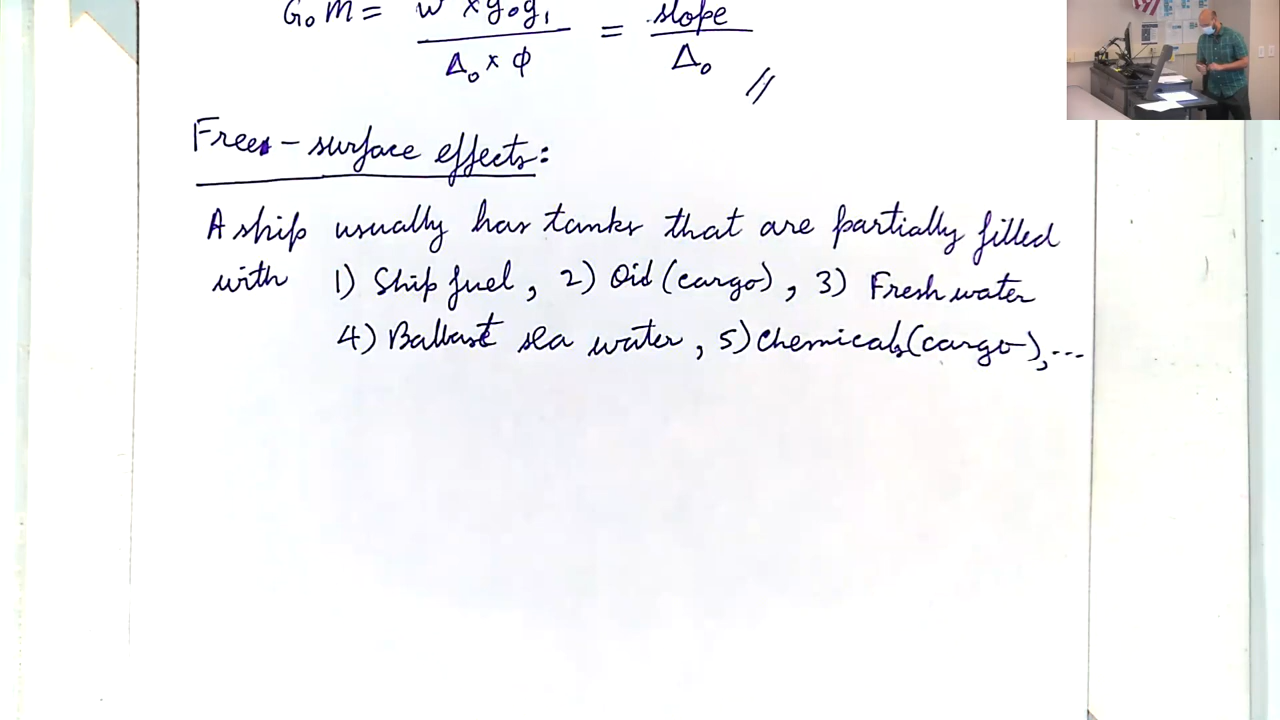 G₀M = w × g₀g₁ / Δ₀ × φ = slope / Δ₀ //
Free-surface effects:
A ship usually has tanks that are partially filled
with 1) Ship fuel, 2) Oil (cargo), 3) Fresh water
4) Ballast sea water, 5) Chemicals (cargo), ...